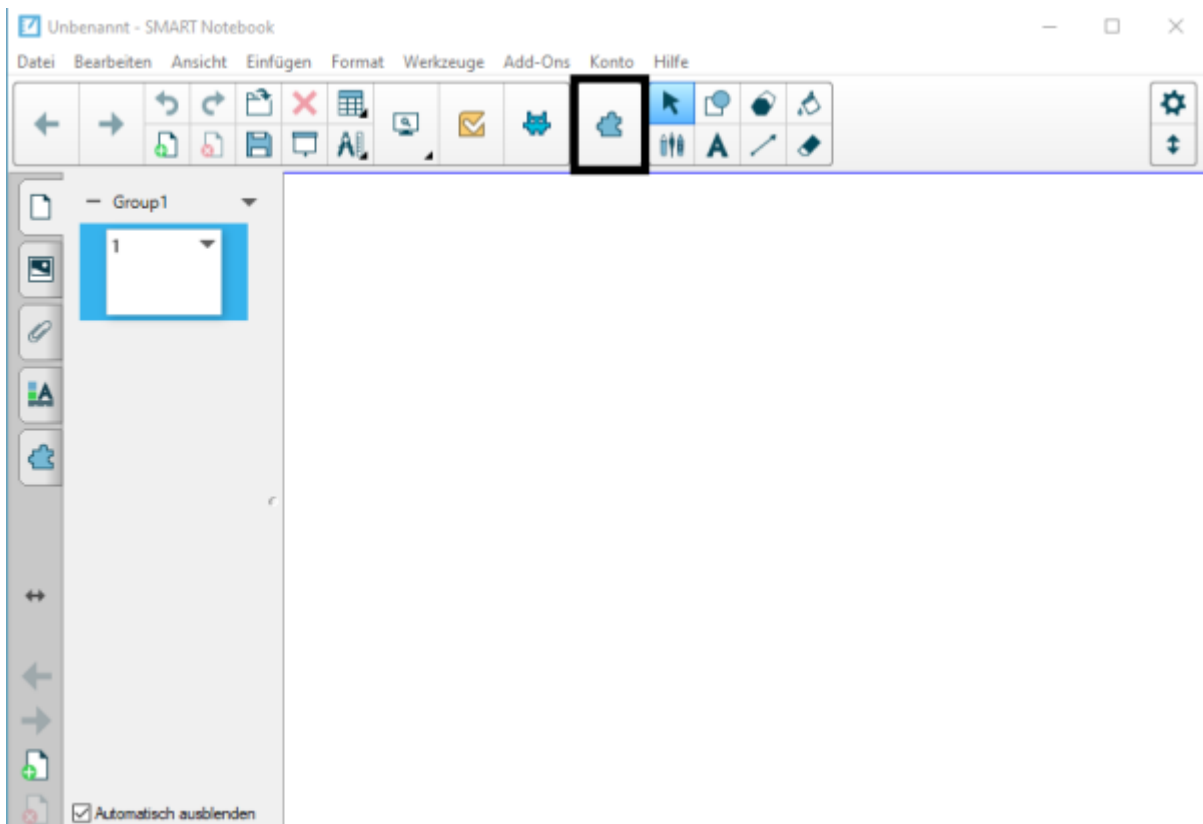 Unbenannt - SMART Notebook
Datei Bearbeiten Ansicht Einfügen Format Werkzeuge Add-Ons Konto Hilfe
Group1
1
Automatisch ausblenden